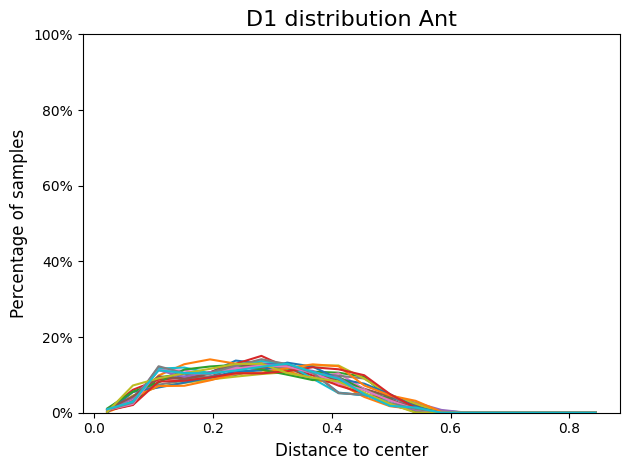 D1 distribution Ant
100%
80%
60%
40%
20%
0%
Percentage of samples
0.0 0.2 0.4 0.6 0.8
Distance to center